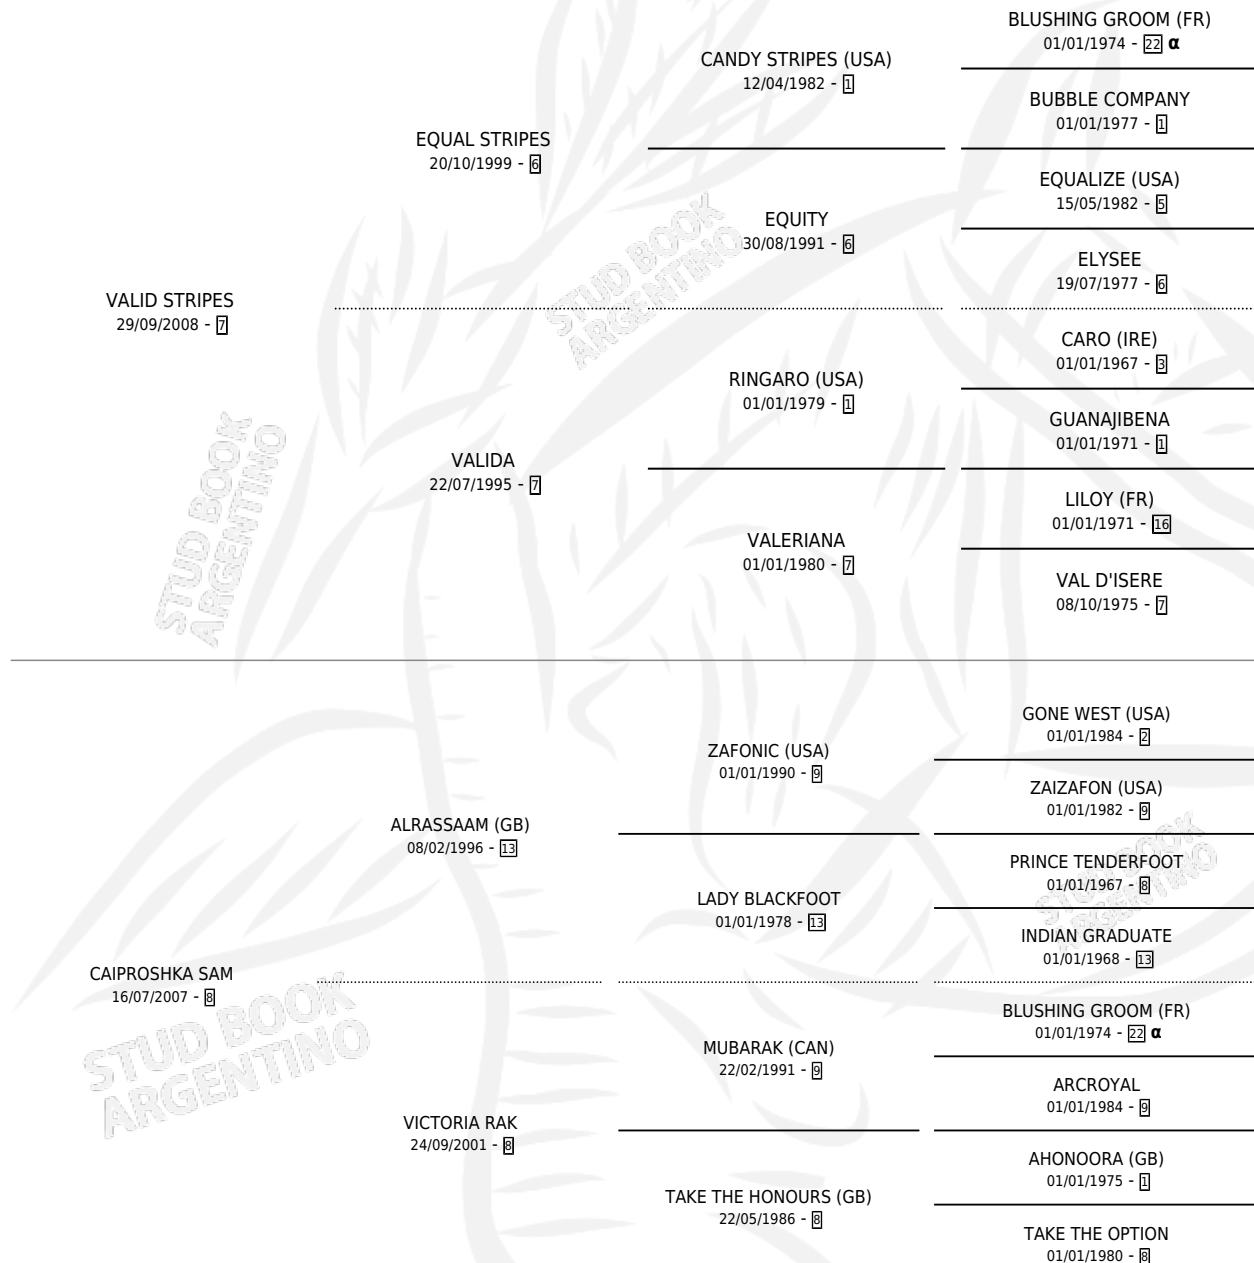 BLUSHING GROOM (FR)
01/01/1974 - 22 α
CANDY STRIPES (USA)
12/04/1982 - 1
BUBBLE COMPANY
01/01/1977 - 1
EQUAL STRIPES
20/10/1999 - 6
EQUALIZE (USA)
15/05/1982 - 5
EQUITY
30/08/1991 - 6
ELYSEE
19/07/1977 - 6
VALID STRIPES
29/09/2008 - 7
CARO (IRE)
01/01/1967 - 3
RINGARO (USA)
01/01/1979 - 1
GUANAJIBENA
01/01/1971 - 1
VALIDA
22/07/1995 - 7
LILOY (FR)
01/01/1971 - 16
VALERIANA
01/01/1980 - 7
VAL D'ISERE
08/10/1975 - 7
GONE WEST (USA)
01/01/1984 - 2
ZAFONIC (USA)
01/01/1990 - 9
ZAIZAFON (USA)
01/01/1982 - 9
ALRASSAAM (GB)
08/02/1996 - 13
PRINCE TENDERFOOT
01/01/1967 - 8
LADY BLACKFOOT
01/01/1978 - 13
INDIAN GRADUATE
01/01/1968 - 13
CAIPROSHKA SAM
16/07/2007 - 8
BLUSHING GROOM (FR)
01/01/1974 - 22 α
MUBARAK (CAN)
22/02/1991 - 9
ARCROYAL
01/01/1984 - 9
VICTORIA RAK
24/09/2001 - 8
AHONOORA (GB)
01/01/1975 - 1
TAKE THE HONOURS (GB)
22/05/1986 - 8
TAKE THE OPTION
01/01/1980 - 8
STUD BOOK
ARGENTINO
STUD BOOK
ARGENTINO
STUD BOOK
ARGENTINO
STUD BOOK
ARGENTINO